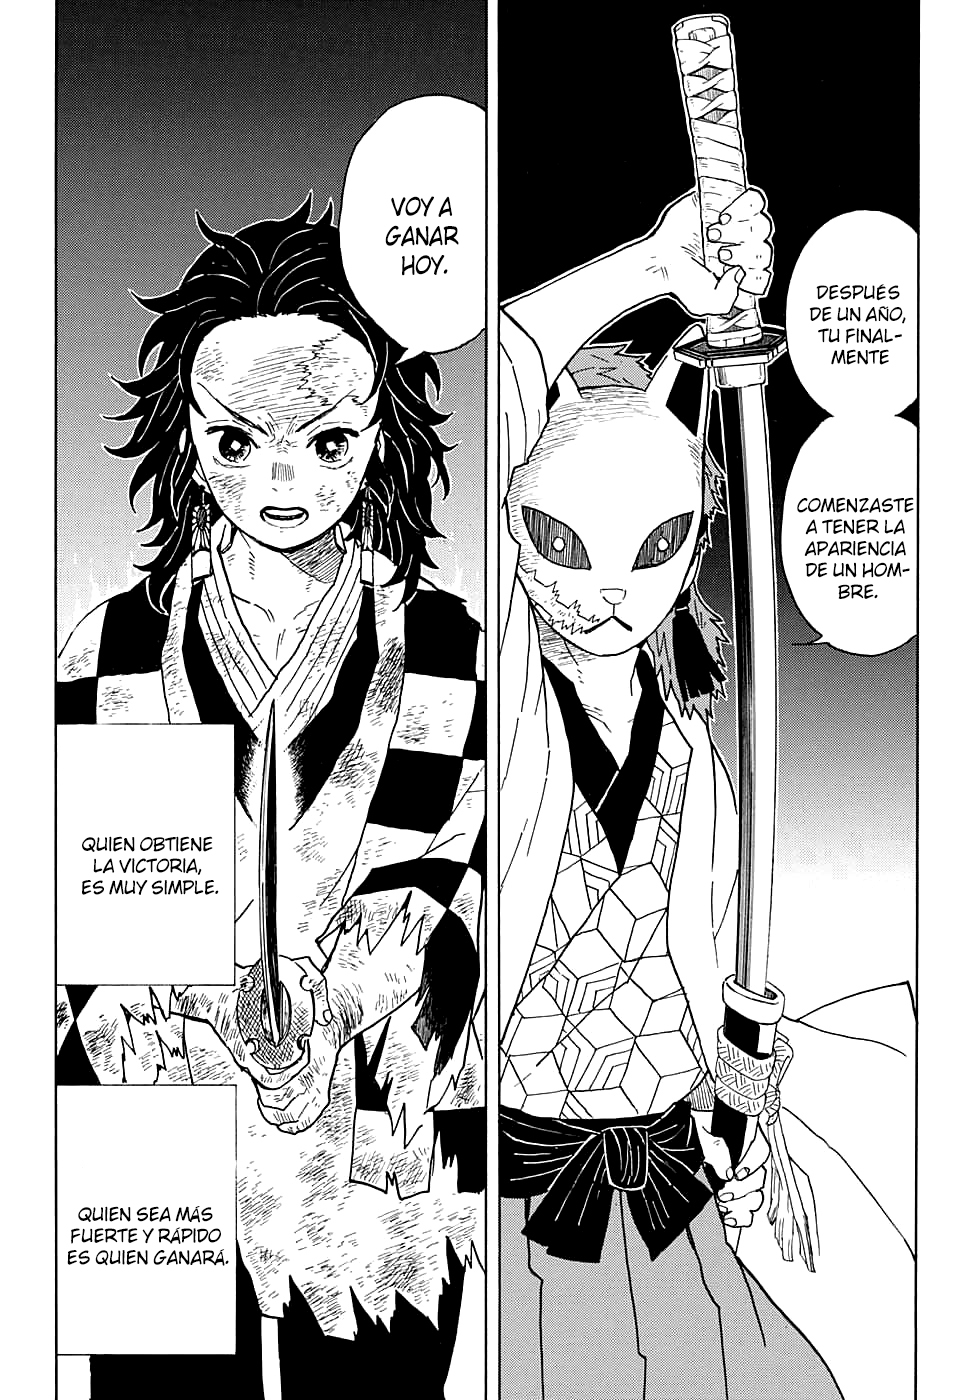 DESPUÉS
DE UN AÑO,
TU FINAL-
MENTE
COMENZASTE
A TENER LA
APARIENCIA
DE UN HOM-
BRE.
VOY A
GANAR
HOY.
QUIEN OBTIENE
LA VICTORIA,
ES MUY SIMPLE.
QUIEN SEA MÁS
FUERTE Y RÁPIDO
ES QUIEN GANARÁ.